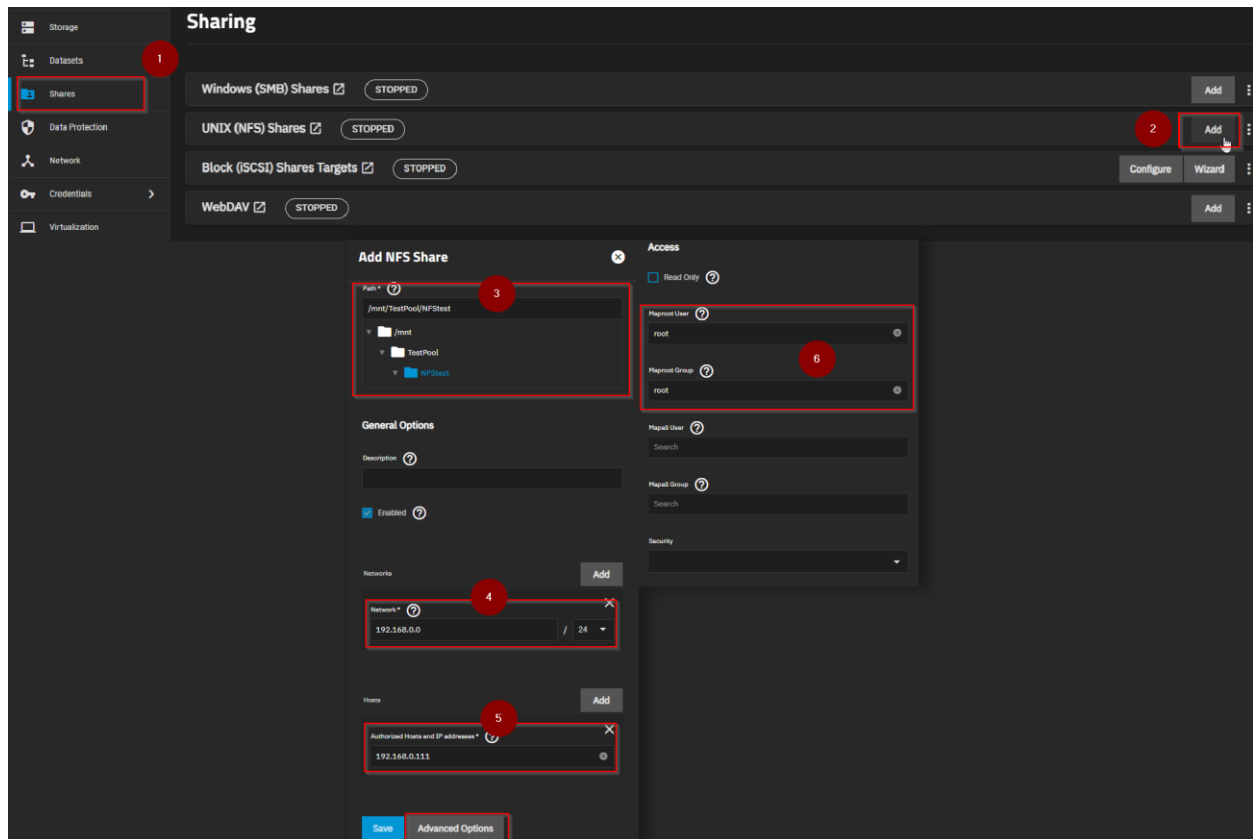 Sharing
Storage
Datasets
1
Shares
Data Protection
Network
Credentials
Virtualization
Windows (SMB) Shares STOPPED Add
UNIX (NFS) Shares STOPPED 2 Add
Block (iSCSI) Shares Targets STOPPED Configure Wizard
WebDAV STOPPED Add
Add NFS Share
Path *
3
/mnt/TestPool/NFStest
/mnt
TestPool
NFStest
General Options
Description
Enabled
Networks Add
4
Network *
192.168.0.0 / 24
Hosts Add
5
Authorized Hosts and IP addresses *
192.168.0.111
Save Advanced Options
Access
Read Only
Maproot User
root
6
Maproot Group
root
Mapall User
Search
Mapall Group
Search
Security